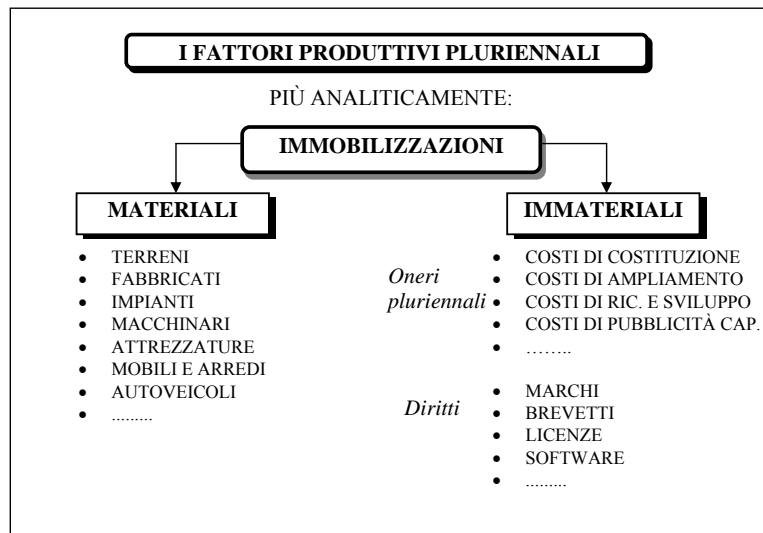 I FATTORI PRODUTTIVI PLURIENNALI
PIÙ ANALITICAMENTE:
IMMOBILIZZAZIONI
MATERIALI
• TERRENI
• FABBRICATI
• IMPIANTI
• MACCHINARI
• ATTREZZATURE
• MOBILI E ARREDI
• AUTOVEICOLI
• .........
IMMATERIALI
Oneri
pluriennali
• COSTI DI COSTITUZIONE
• COSTI DI AMPLIAMENTO
• COSTI DI RIC. E SVILUPPO
• COSTI DI PUBBLICITÀ CAP.
• ……..
Diritti
• MARCHI
• BREVETTI
• LICENZE
• SOFTWARE
• .........